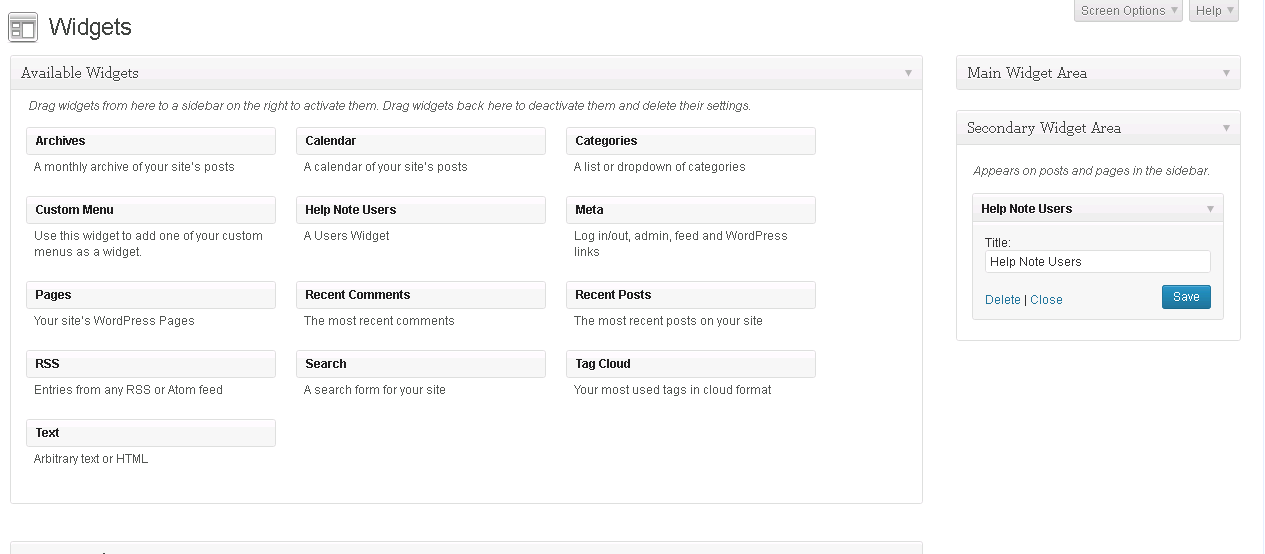 Screen Options
Help
Widgets
Available Widgets
Drag widgets from here to a sidebar on the right to activate them. Drag widgets back here to deactivate them and delete their settings.
Archives
A monthly archive of your site's posts
Calendar
A calendar of your site's posts
Categories
A list or dropdown of categories
Custom Menu
Use this widget to add one of your custom
menus as a widget.
Help Note Users
A Users Widget
Meta
Log in/out, admin, feed and WordPress
links
Pages
Your site's WordPress Pages
Recent Comments
The most recent comments
Recent Posts
The most recent posts on your site
RSS
Entries from any RSS or Atom feed
Search
A search form for your site
Tag Cloud
Your most used tags in cloud format
Text
Arbitrary text or HTML
Main Widget Area
Secondary Widget Area
Appears on posts and pages in the sidebar.
Help Note Users
Title:
Help Note Users
Delete | Close
Save